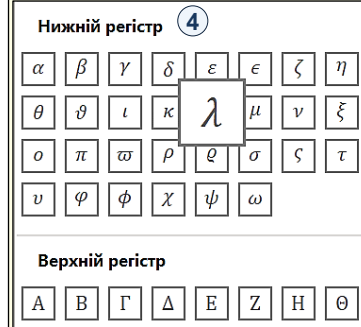 Нижній регістр 4
α β γ δ ε ϵ ζ η
θ ϑ ι κ λ μ ν ξ
ο π ϖ ρ ϱ σ ς τ
υ φ ϕ χ ψ ω
Верхній регістр
Α Β Γ Δ Ε Ζ Η Θ